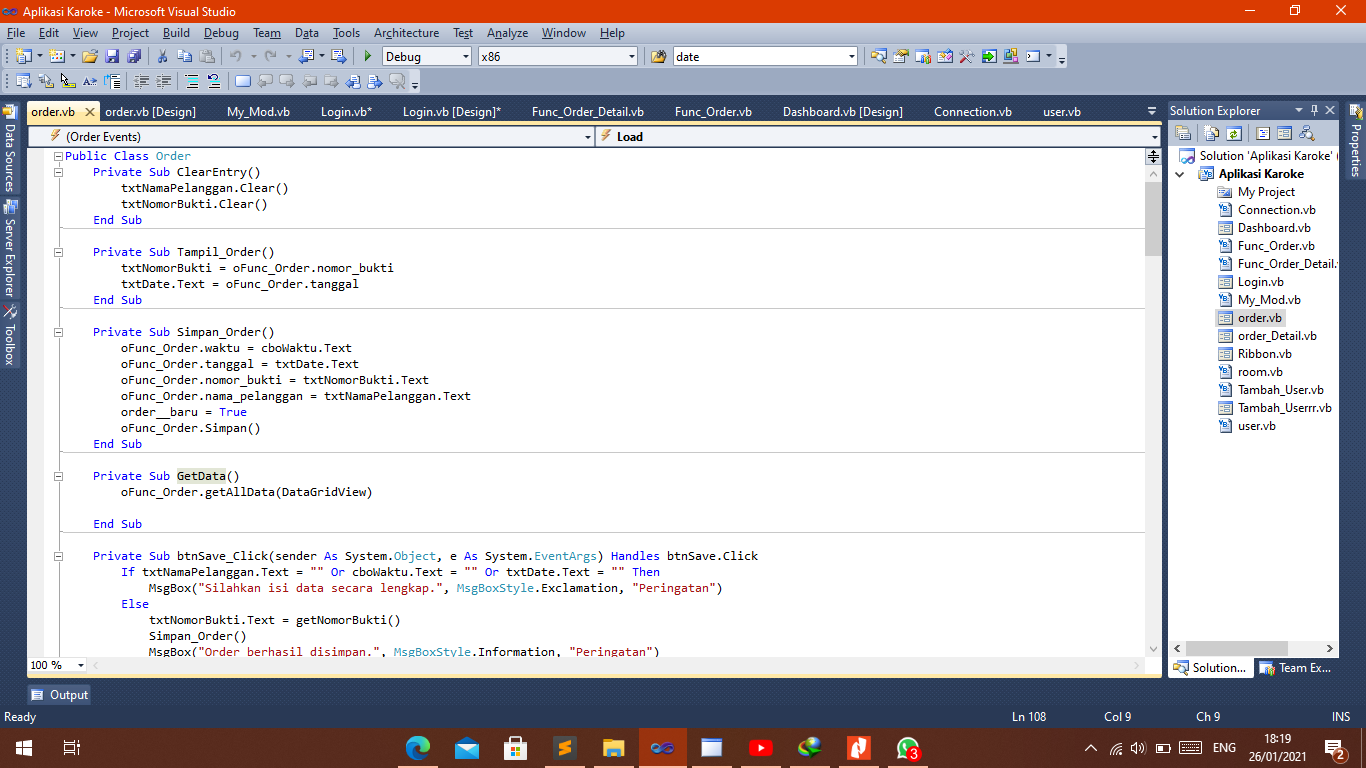 Aplikasi Karoke - Microsoft Visual Studio
File Edit View Project Build Debug Team Data Tools Architecture Test Analyze Window Help
Debug x86 date
order.vb order.vb [Design] My_Mod.vb Login.vb* Login.vb [Design]* Func_Order_Detail.vb Func_Order.vb Dashboard.vb [Design] Connection.vb user.vb
(Order Events) Load
Public Class Order
Private Sub ClearEntry()
txtNamaPelanggan.Clear()
txtNomorBukti.Clear()
End Sub
Private Sub Tampil_Order()
txtNomorBukti = oFunc_Order.nomor_bukti
txtDate.Text = oFunc_Order.tanggal
End Sub
Private Sub Simpan_Order()
oFunc_Order.waktu = cboWaktu.Text
oFunc_Order.tanggal = txtDate.Text
oFunc_Order.nomor_bukti = txtNomorBukti.Text
oFunc_Order.nama_pelanggan = txtNamaPelanggan.Text
order__baru = True
oFunc_Order.Simpan()
End Sub
Private Sub GetData()
oFunc_Order.getAllData(DataGridView)
End Sub
Private Sub btnSave_Click(sender As System.Object, e As System.EventArgs) Handles btnSave.Click
If txtNamaPelanggan.Text = "" Or cboWaktu.Text = "" Or txtDate.Text = "" Then
MsgBox("Silahkan isi data secara lengkap.", MsgBoxStyle.Exclamation, "Peringatan")
Else
txtNomorBukti.Text = getNomorBukti()
Simpan_Order()
MsgBox("Order berhasil disimpan.", MsgBoxStyle.Information, "Peringatan")
100 %
Data Sources
Server Explorer
Toolbox
Solution Explorer
Properties
Solution 'Aplikasi Karoke' (
Aplikasi Karoke
My Project
Connection.vb
Dashboard.vb
Func_Order.vb
Func_Order_Detail.
Login.vb
My_Mod.vb
order.vb
order_Detail.vb
Ribbon.vb
room.vb
Tambah_User.vb
Tambah_Userrr.vb
user.vb
Solution... Team Ex...
Output
Ready Ln 108 Col 9 Ch 9 INS
3 ENG 18:19 2
26/01/2021